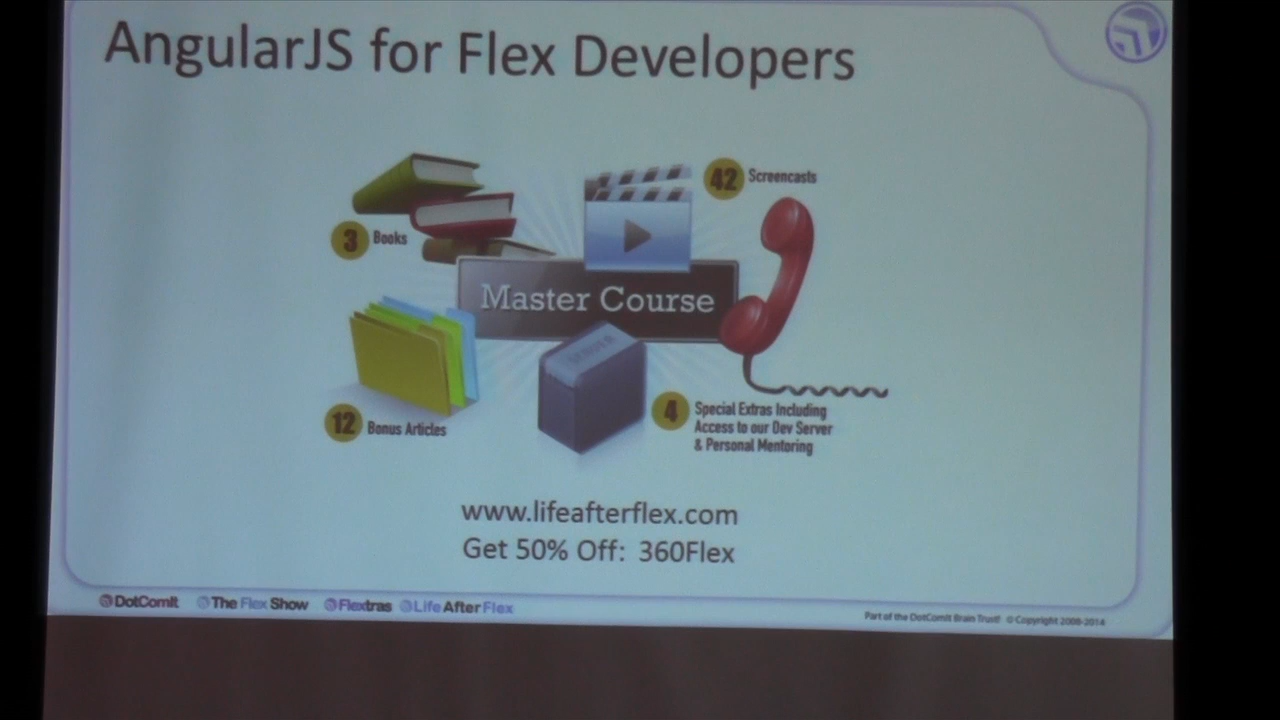 AngularJS for Flex Developers
42 Screencasts
3 Books
Master Course
SERVER
12 Bonus Articles
4 Special Extras Including
Access to our Dev Server
& Personal Mentoring
www.lifeafterflex.com
Get 50% Off: 360Flex
DotComIt The Flex Show Flextras Life After Flex
Part of the DotComIt Brain Trust! © Copyright 2008-2014